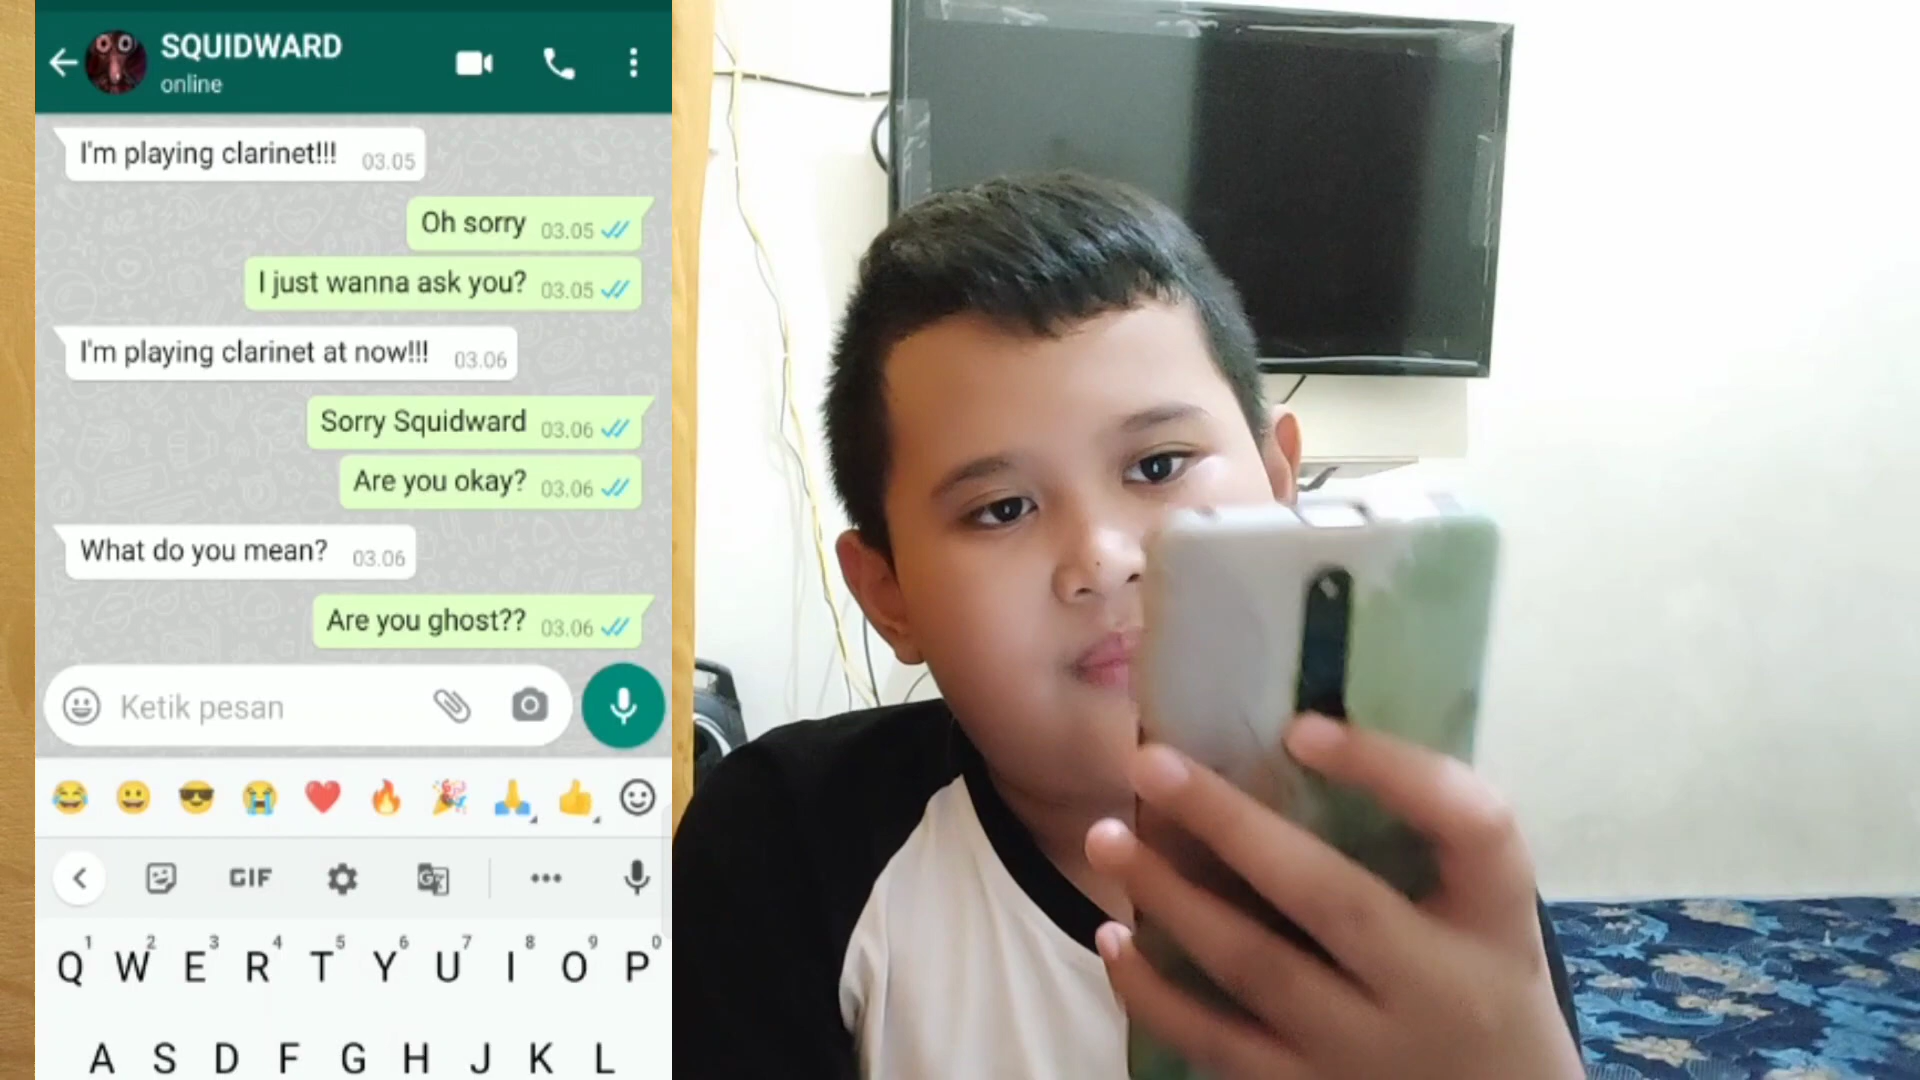 SQUIDWARD
online
I'm playing clarinet!!! 03.05
Oh sorry 03.05
I just wanna ask you? 03.05
I'm playing clarinet at now!!! 03.06
Sorry Squidward 03.06
Are you okay? 03.06
What do you mean? 03.06
Are you ghost?? 03.06
Ketik pesan
GIF
1 2 3 4 5 6 7 8 9 0
Q W E R T Y U I O P
A S D F G H J K L